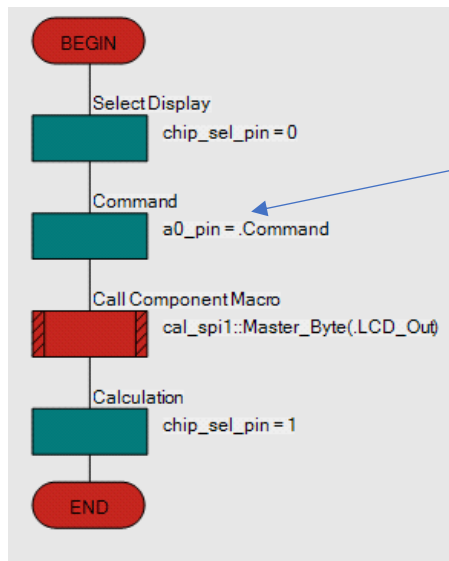 BEGIN
Select Display
chip_sel_pin = 0
Command
a0_pin = .Command
Call Component Macro
cal_spi1::Master_Byte(.LCD_Out)
Calculation
chip_sel_pin = 1
END